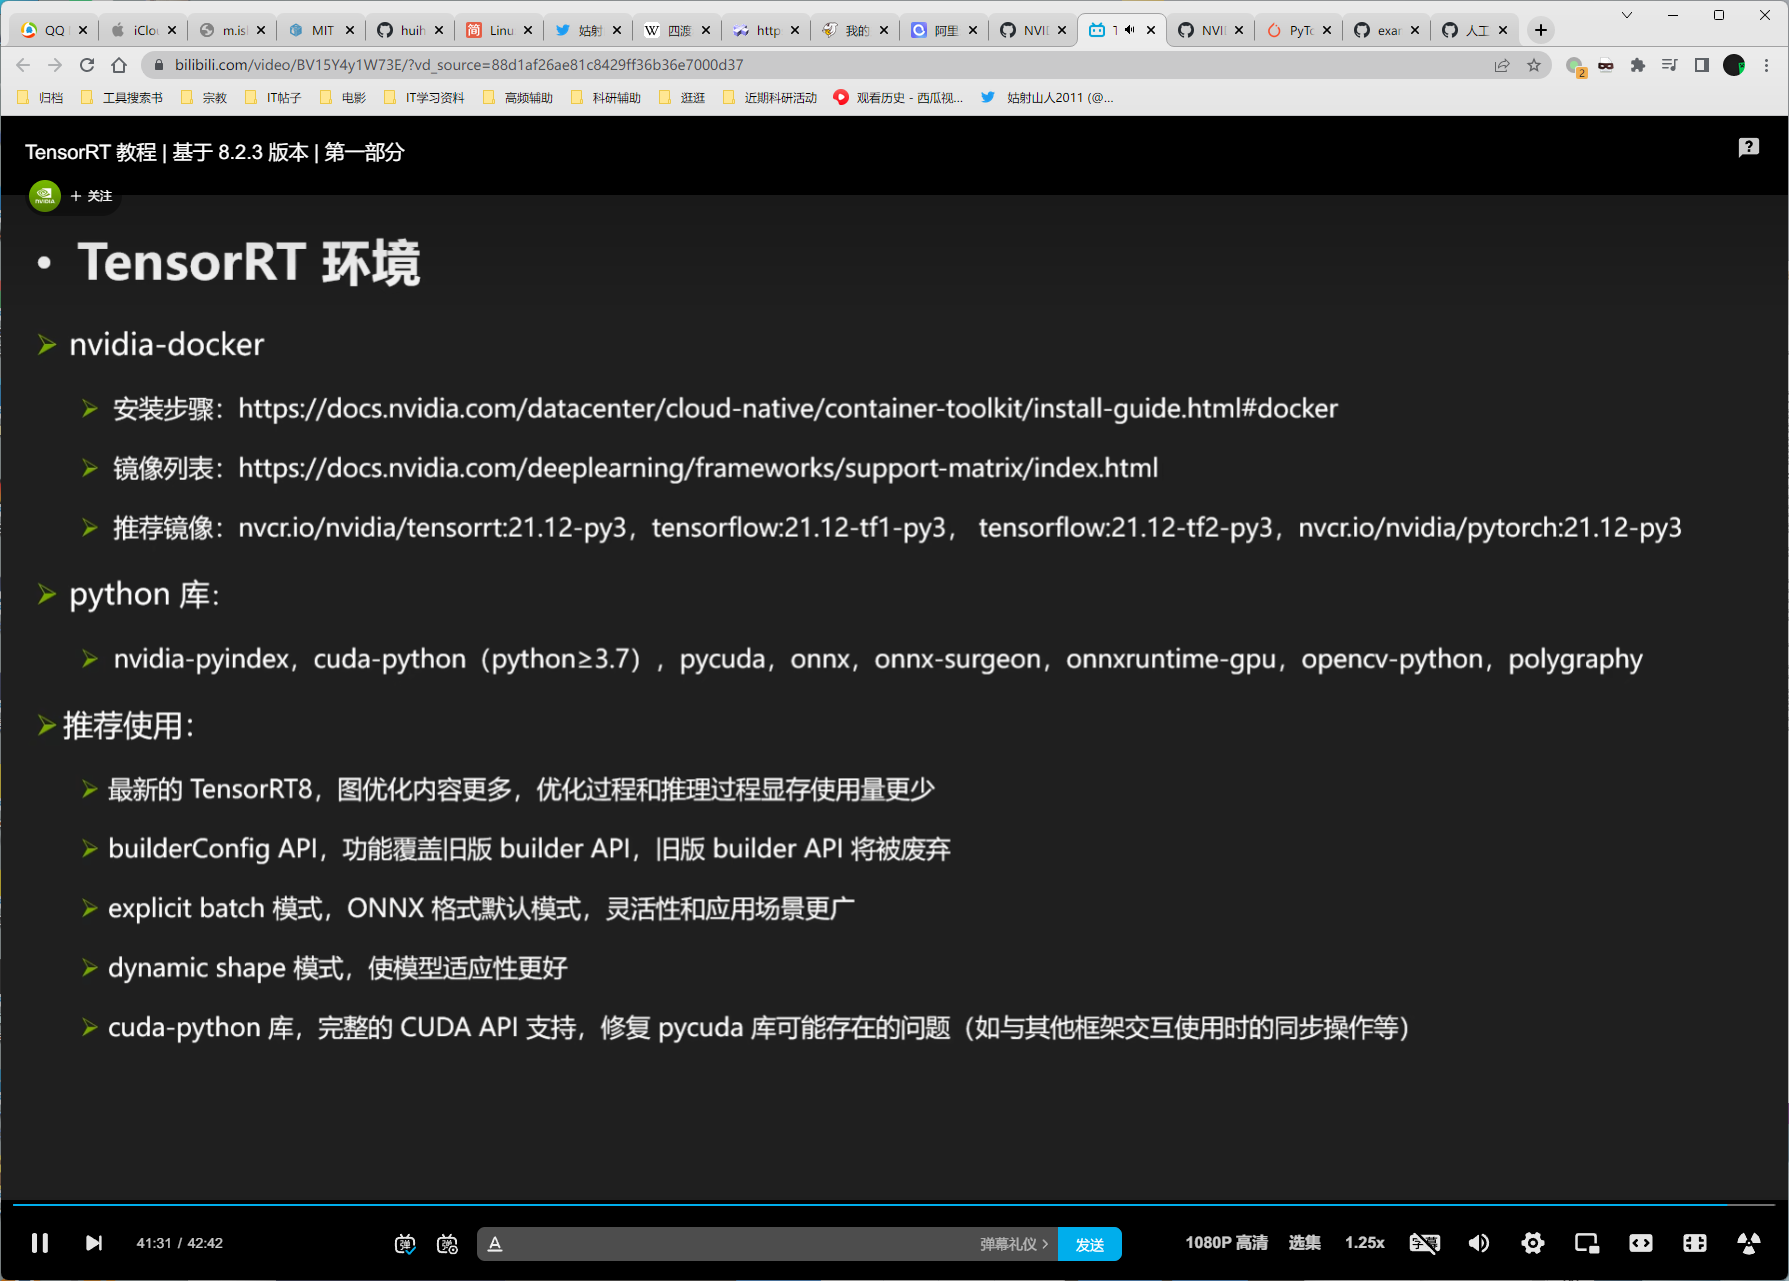 QQ
iClo
m.is
MIT
huih
Linu
姑射
四渡
http
我的
阿里
NVI
T
NVI
PyTo
exar
人工
bilibili.com/video/BV15Y4y1W73E/?vd_source=88d1af26ae81c8429ff36b36e7000d37
2
归档 工具搜索书 宗教 IT帖子 电影 IT学习资料 高频辅助 科研辅助 逛逛 近期科研活动 观看历史 - 西瓜视... 姑射山人2011 (@...
TensorRT 教程 | 基于 8.2.3 版本 | 第一部分
NVIDIA + 关注
• TensorRT 环境
nvidia-docker
安装步骤：https://docs.nvidia.com/datacenter/cloud-native/container-toolkit/install-guide.html#docker
镜像列表：https://docs.nvidia.com/deeplearning/frameworks/support-matrix/index.html
推荐镜像：nvcr.io/nvidia/tensorrt:21.12-py3，tensorflow:21.12-tf1-py3， tensorflow:21.12-tf2-py3，nvcr.io/nvidia/pytorch:21.12-py3
python 库：
nvidia-pyindex，cuda-python（python≥3.7），pycuda，onnx，onnx-surgeon，onnxruntime-gpu，opencv-python，polygraphy
推荐使用：
最新的 TensorRT8，图优化内容更多，优化过程和推理过程显存使用量更少
builderConfig API，功能覆盖旧版 builder API，旧版 builder API 将被废弃
explicit batch 模式，ONNX 格式默认模式，灵活性和应用场景更广
dynamic shape 模式，使模型适应性更好
cuda-python 库，完整的 CUDA API 支持，修复 pycuda 库可能存在的问题（如与其他框架交互使用时的同步操作等）
41:31 / 42:42 弹 弹 A 弹幕礼仪 > 发送 1080P 高清 选集 1.25x 字幕